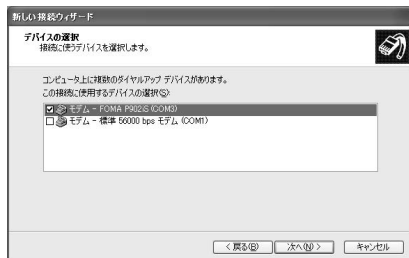 新しい接続ウィザード
デバイスの選択
接続に使うデバイスを選択します。
コンピュータ上に複数のダイヤルアップ デバイスがあります。
この接続に使用するデバイスの選択(S):
モデム - FOMA P902iS (COM3)
モデム - 標準 56000 bps モデム (COM1)
< 戻る(B)
次へ(N) >
キャンセル